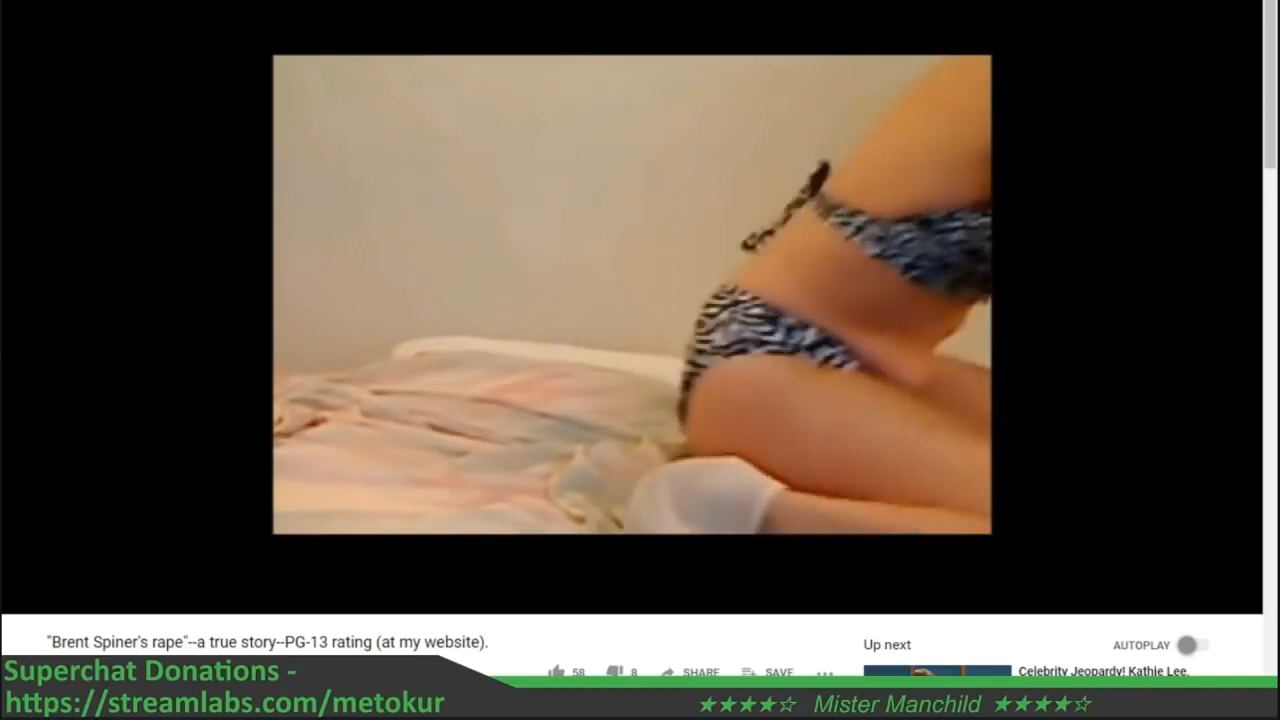 "Brent Spiner's rape"--a true story--PG-13 rating (at my website).
Up next
AUTOPLAY
58
8
SHARE
SAVE
Celebrity Jeopardy! Kathie Lee,
Superchat Donations -
https://streamlabs.com/metokur
★★★★☆ Mister Manchild ★★★★☆